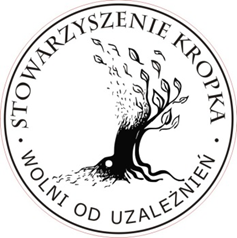 STOWARZYSZENIE KROPKA
WOLNI OD UZALEŻNIEŃ